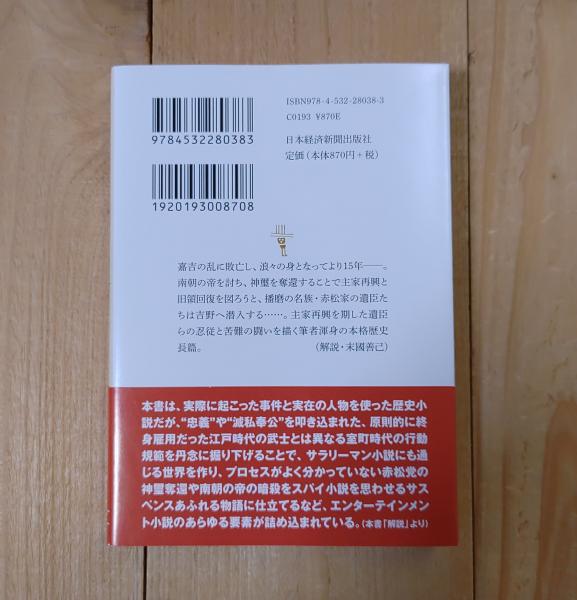 ISBN978-4-532-28038-3
C0193 ¥870E
9784532280383
日本経済新聞出版社
定価（本体870円＋税）
1920193008708
嘉吉の乱に敗亡し、浪々の身となってより15年――。
南朝の帝を討ち、神璽を奪還することで主家再興と
旧領回復を図ろうと、播磨の名族・赤松家の遺臣た
ちは吉野へ潜入する……。主家再興を期した遺臣
らの忍従と苦難の闘いを描く筆者渾身の本格歴史
長篇。 （解説・末國善己）
本書は、実際に起こった事件と実在の人物を使った歴史小
説だが、“忠義”や“滅私奉公”を叩き込まれた、原則的に終
身雇用だった江戸時代の武士とは異なる室町時代の行動
規範を丹念に掘り下げることで、サラリーマン小説にも通
じる世界を作り、プロセスがよく分かっていない赤松党の
神璽奪還や南朝の帝の暗殺をスパイ小説を思わせるサス
ペンスあふれる物語に仕立てるなど、エンターテインメン
ト小説のあらゆる要素が詰め込まれている。（本書「解説」より）